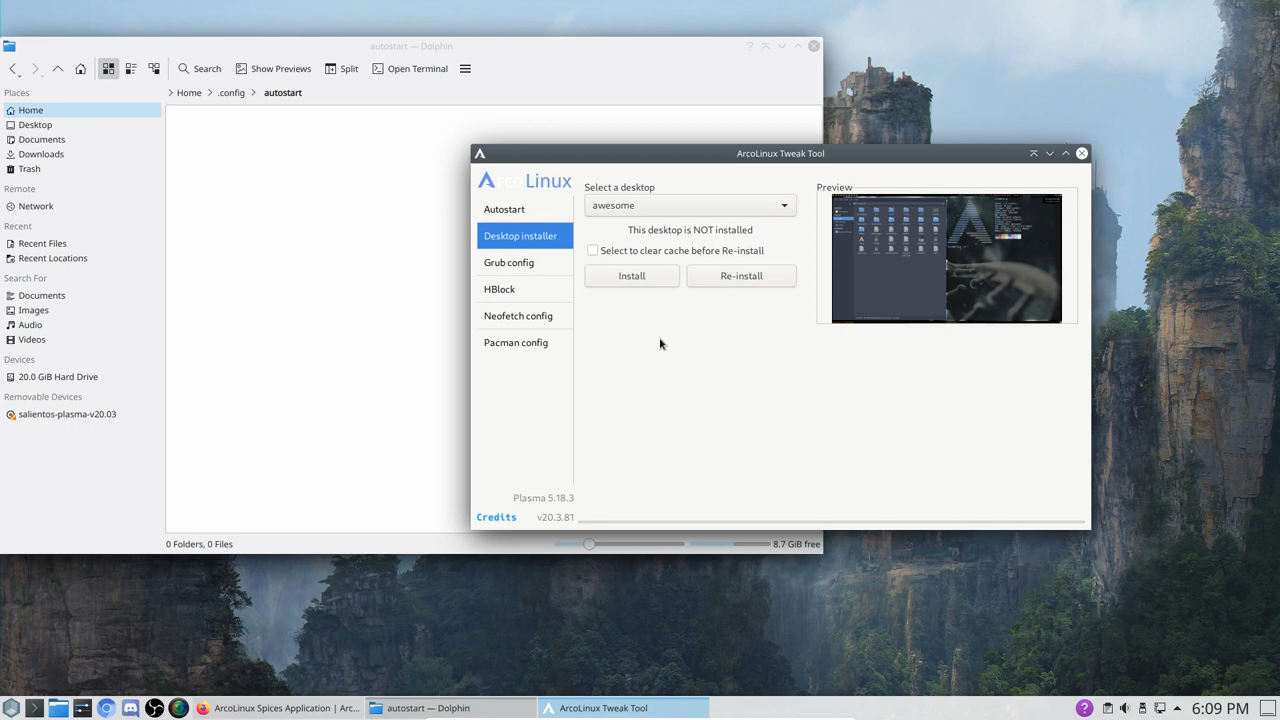 autostart — Dolphin
Search
Show Previews
Split
Open Terminal
Places
Home
.config
autostart
Home
Desktop
Documents
Downloads
Trash
Remote
Network
Recent
Recent Files
Recent Locations
Search For
Documents
Images
Audio
Videos
Devices
20.0 GiB Hard Drive
Removable Devices
salientos-plasma-v20.03
0 Folders, 0 Files
8.7 GiB free
ArcoLinux Tweak Tool
ArcoLinux
Autostart
Desktop installer
Grub config
HBlock
Neofetch config
Pacman config
Plasma 5.18.3
Credits
v20.3.81
Select a desktop
awesome
This desktop is NOT installed
Select to clear cache before Re-install
Install
Re-install
Preview
ArcoLinux Spices Application | Arc...
autostart — Dolphin
ArcoLinux Tweak Tool
6:09 PM